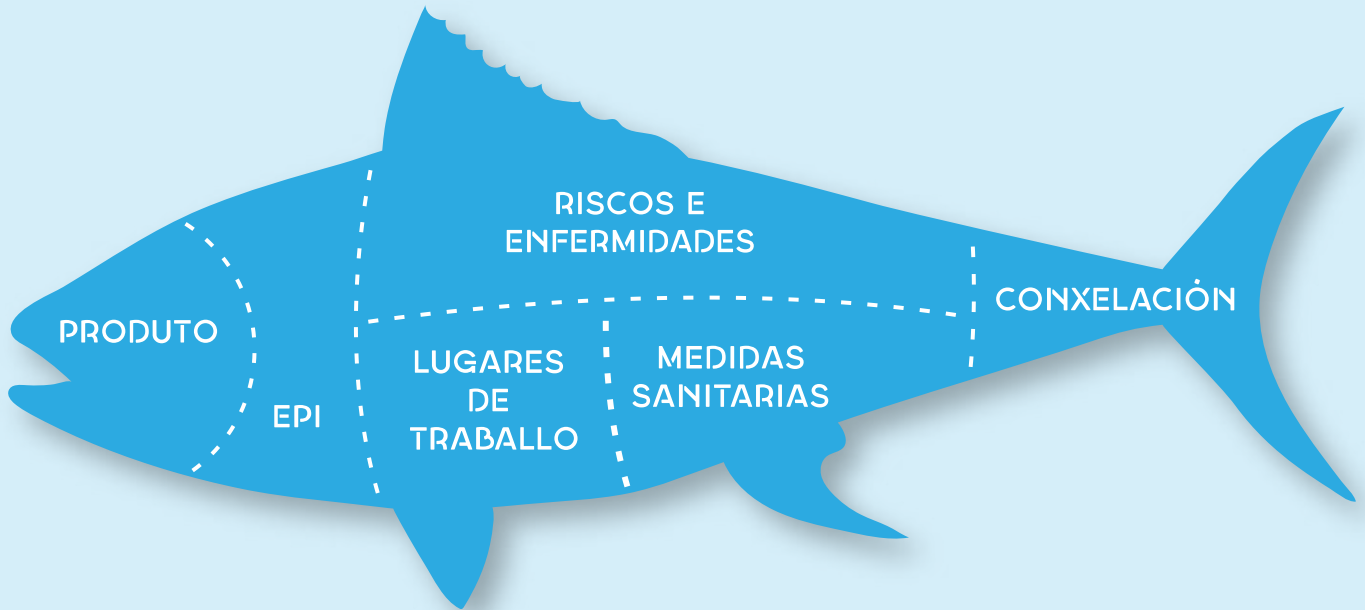 PRODUTO
EPI
RISCOS E
ENFERMIDADES
LUGARES
DE
TRABALLO
MEDIDAS
SANITARIAS
CONXELACIÓN